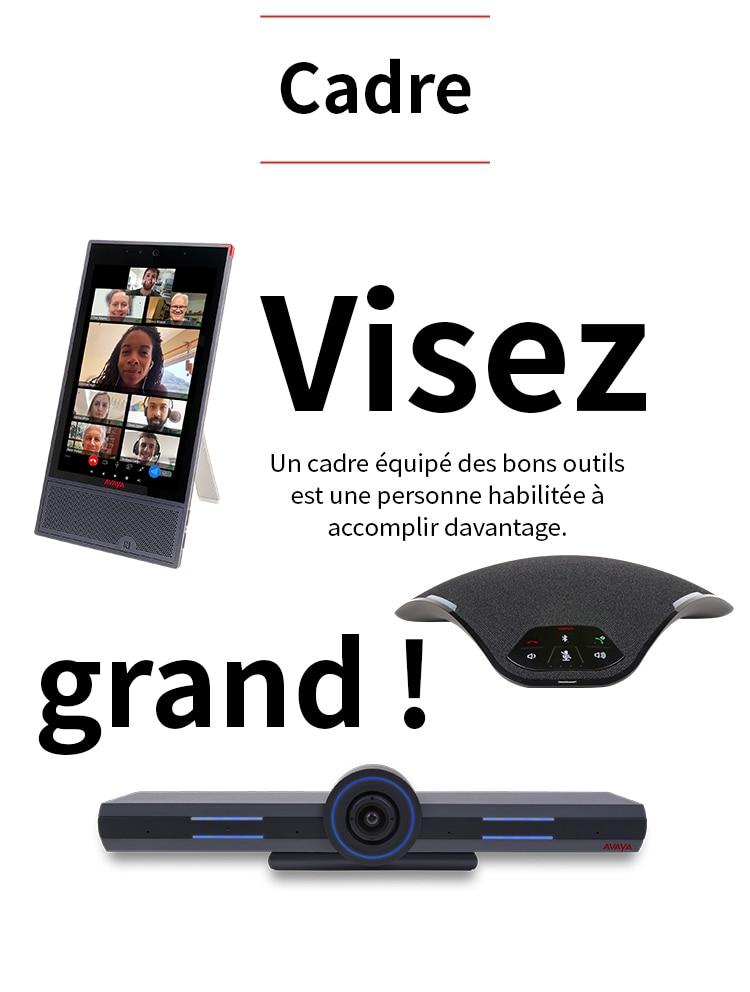 Cadre
Visez
Un cadre équipé des bons outils
est une personne habilitée à
accomplir davantage.
grand !
AVAYA
AVAYA